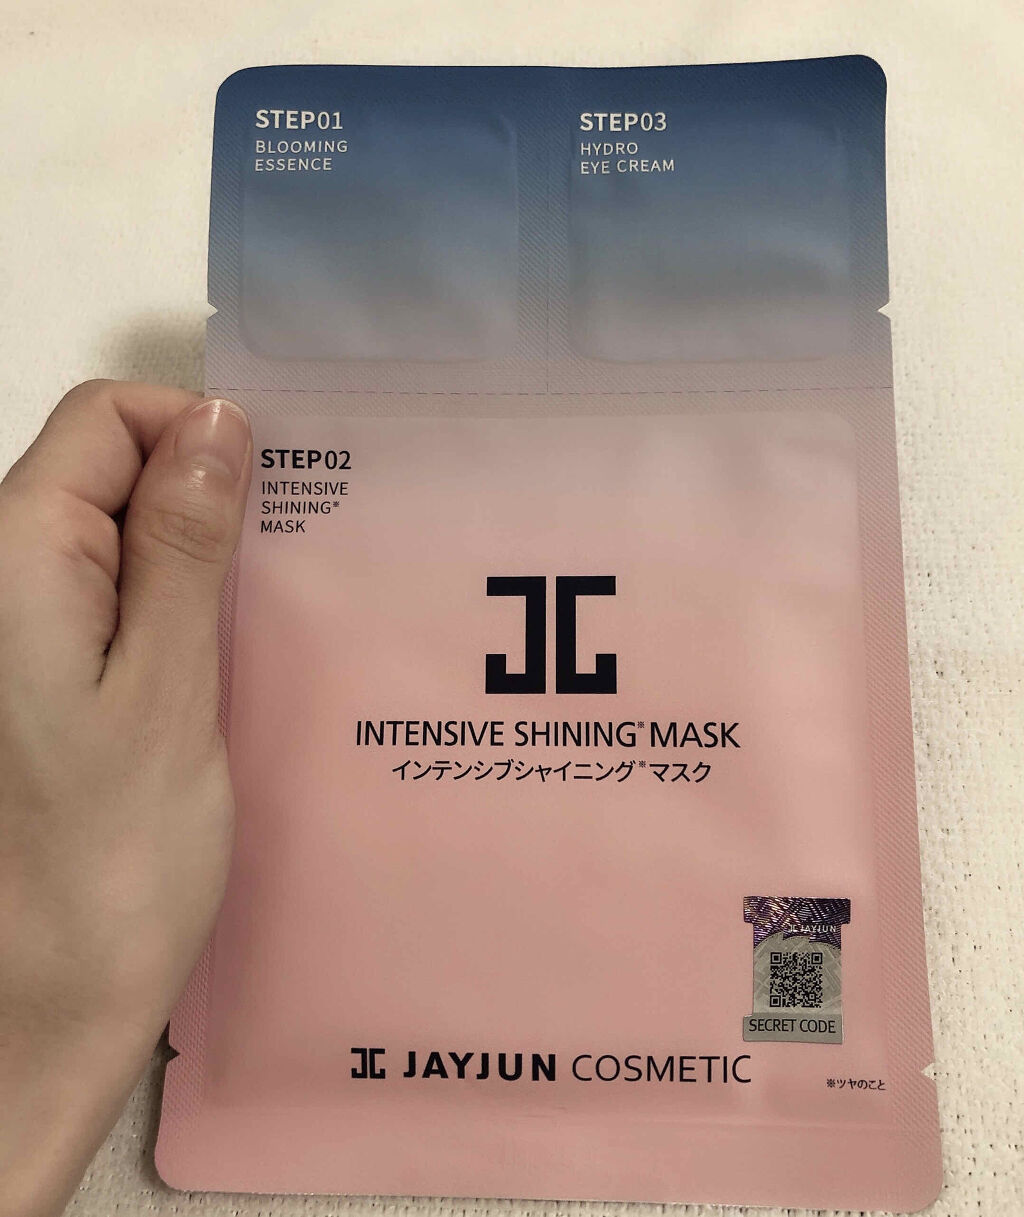 STEP01
BLOOMING
ESSENCE
STEP03
HYDRO
EYE CREAM
STEP02
INTENSIVE
SHINING※
MASK
INTENSIVE SHINING※ MASK
インテンシブシャイニング※マスク
JAYJUN
SECRET CODE
JAYJUN COSMETIC
※ツヤのこと